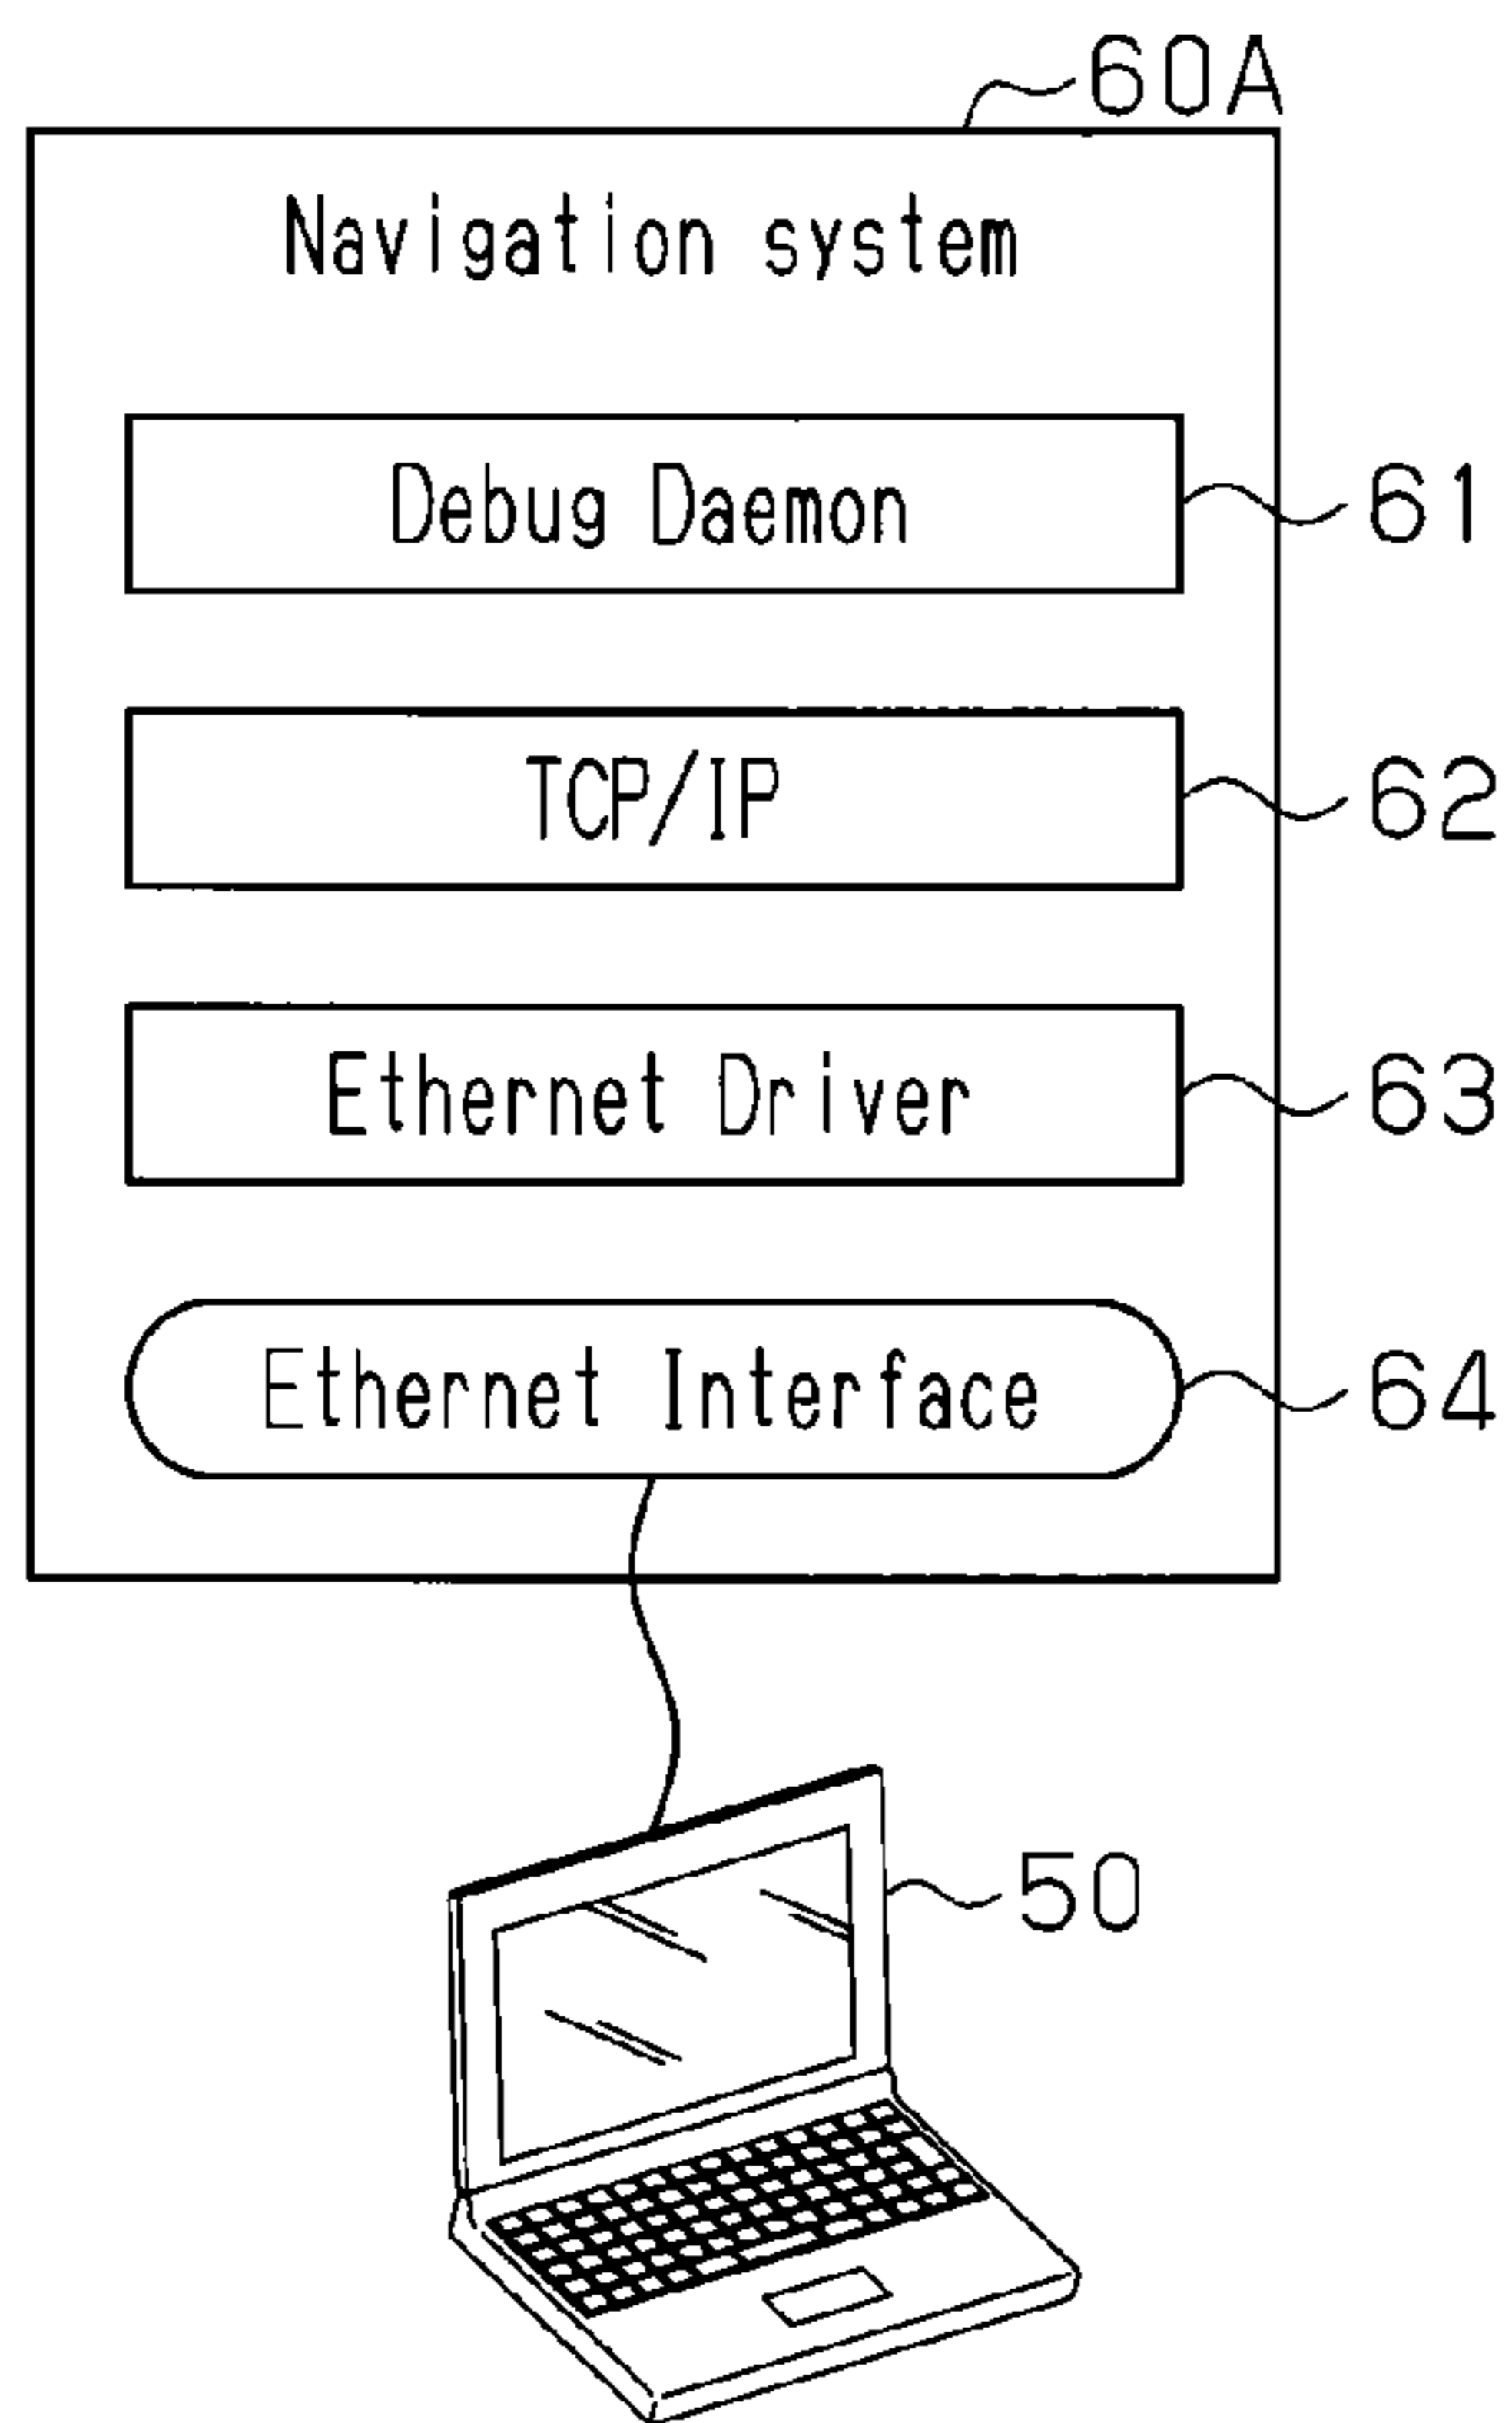 60A
Navigation system
Debug Daemon
61
TCP/IP
62
Ethernet Driver
63
Ethernet Interface
64
50